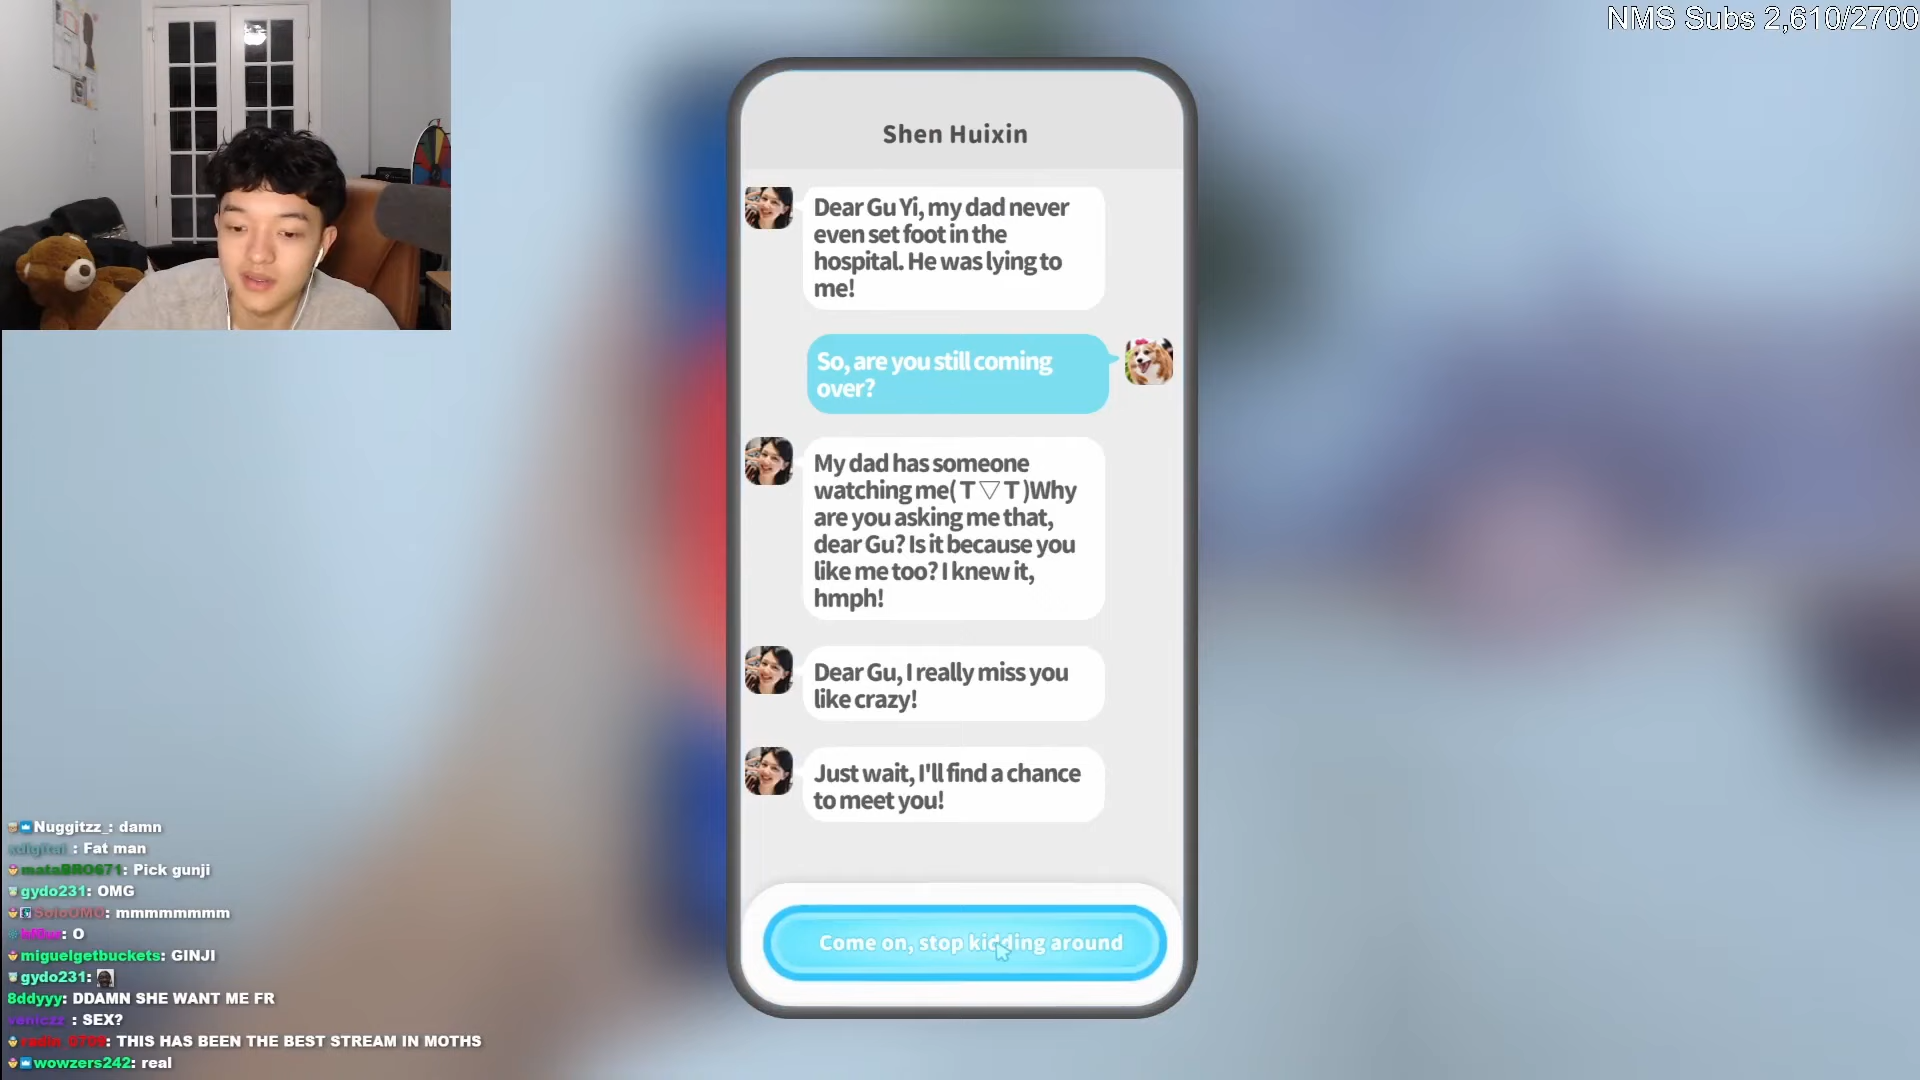 NMS Subs 2,610/2700
Shen Huixin
Dear Gu Yi, my dad never
even set foot in the
hospital. He was lying to
me!
So, are you still coming
over?
My dad has someone
watching me( T▽T )Why
are you asking me that,
dear Gu? Is it because you
like me too? I knew it,
hmph!
Dear Gu, I really miss you
like crazy!
Just wait, I'll find a chance
to meet you!
Come on, stop kidding around
Nuggitzz_: damn
: Fat man
mataBRO671: Pick gunji
gydo231: OMG
SoloOMO: mmmmmmmm
: O
miguelgetbuckets: GINJI
gydo231:
8ddyyy: DDAMN SHE WANT ME FR
veniczz : SEX?
: THIS HAS BEEN THE BEST STREAM IN MOTHS
wowzers242: real